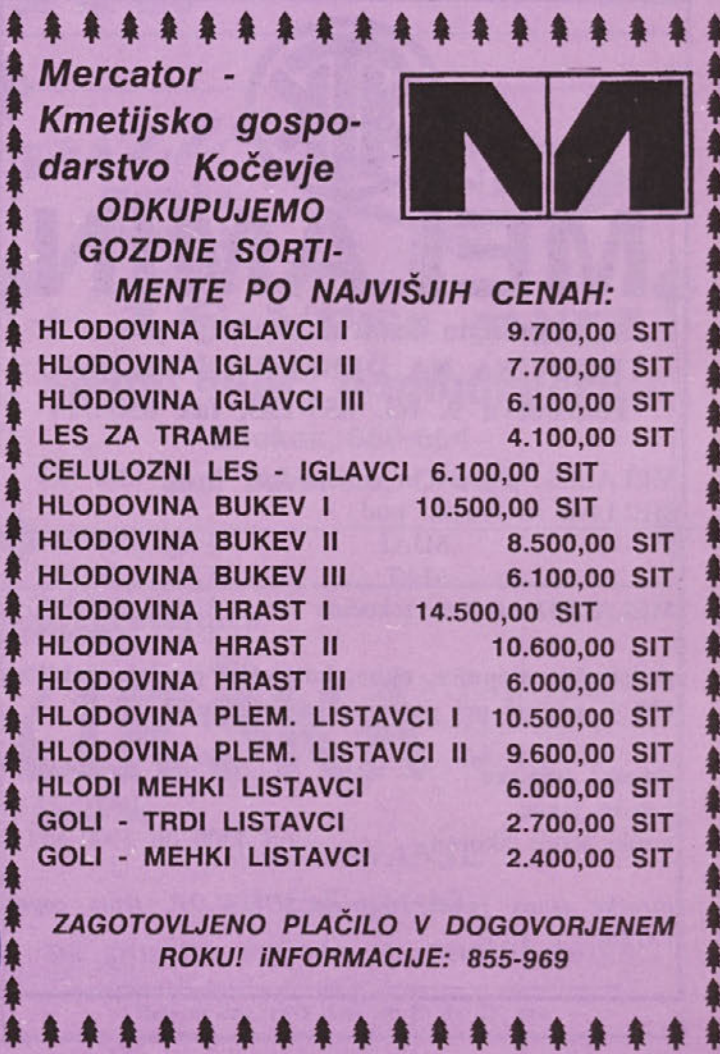 Mercator -
Kmetijsko gospo-
darstvo Kočevje
ODKUPUJEMO
GOZDNE SORTI-
MENTE PO NAJVIŠJIH CENAH:
HLODOVINA IGLAVCI I 9.700,00 SIT
HLODOVINA IGLAVCI II 7.700,00 SIT
HLODOVINA IGLAVCI III 6.100,00 SIT
LES ZA TRAME 4.100,00 SIT
CELULOZNI LES - IGLAVCI 6.100,00 SIT
HLODOVINA BUKEV I 10.500,00 SIT
HLODOVINA BUKEV II 8.500,00 SIT
HLODOVINA BUKEV III 6.100,00 SIT
HLODOVINA HRAST I 14.500,00 SIT
HLODOVINA HRAST II 10.600,00 SIT
HLODOVINA HRAST III 6.000,00 SIT
HLODOVINA PLEM. LISTAVCI I 10.500,00 SIT
HLODOVINA PLEM. LISTAVCI II 9.600,00 SIT
HLODI MEHKI LISTAVCI 6.000,00 SIT
GOLI - TRDI LISTAVCI 2.700,00 SIT
GOLI - MEHKI LISTAVCI 2.400,00 SIT
ZAGOTOVLJENO PLAČILO V DOGOVORJENEM
ROKU! iNFORMACIJE: 855-969